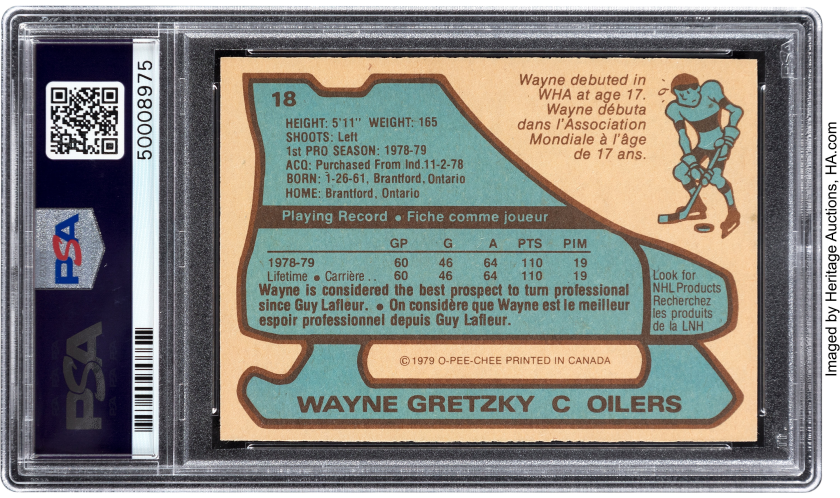 50008975
PSA
PSA
18
HEIGHT: 5'11" WEIGHT: 165
SHOOTS: Left
1st PRO SEASON: 1978-79
ACQ: Purchased From Ind.11-2-78
BORN: 1-26-61, Brantford, Ontario
HOME: Brantford, Ontario
Wayne debuted in
WHA at age 17.
Wayne débuta
dans l'Association
Mondiale à l'âge
de 17 ans.
Playing Record • Fiche comme joueur
GP G A PTS PIM
1978-79 60 46 64 110 19
Lifetime • Carrière .. 60 46 64 110 19
Wayne is considered the best prospect to turn professional
since Guy Lafleur. • On considère que Wayne est le meilleur
espoir professionnel depuis Guy Lafleur.
Look for
NHL Products
Recherchez
les produits
de la LNH
©1979 O-PEE-CHEE PRINTED IN CANADA
WAYNE GRETZKY C OILERS
Imaged by Heritage Auctions, HA.com